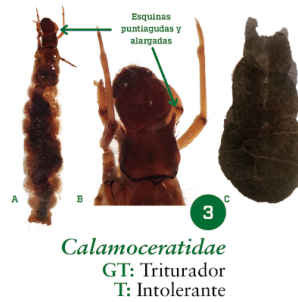 Esquinas
puntiagudas y
alargadas
A
B
C
3
Calamoceratidae
GT: Triturador
T: Intolerante